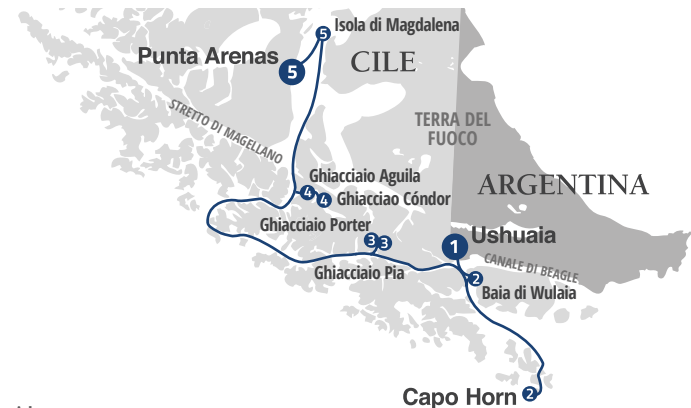 Isola di Magdalena
5
Punta Arenas
5
CILE
STRETTO DI MAGELLANO
TERRA DEL
FUOCO
ARGENTINA
Ghiacciaio Aguila
4
4
Ghiacciao Cóndor
Ghiacciaio Porter
3
3
Ghiacciaio Pia
1
Ushuaia
CANALE DI BEAGLE
2
Baia di Wulaia
Capo Horn
2